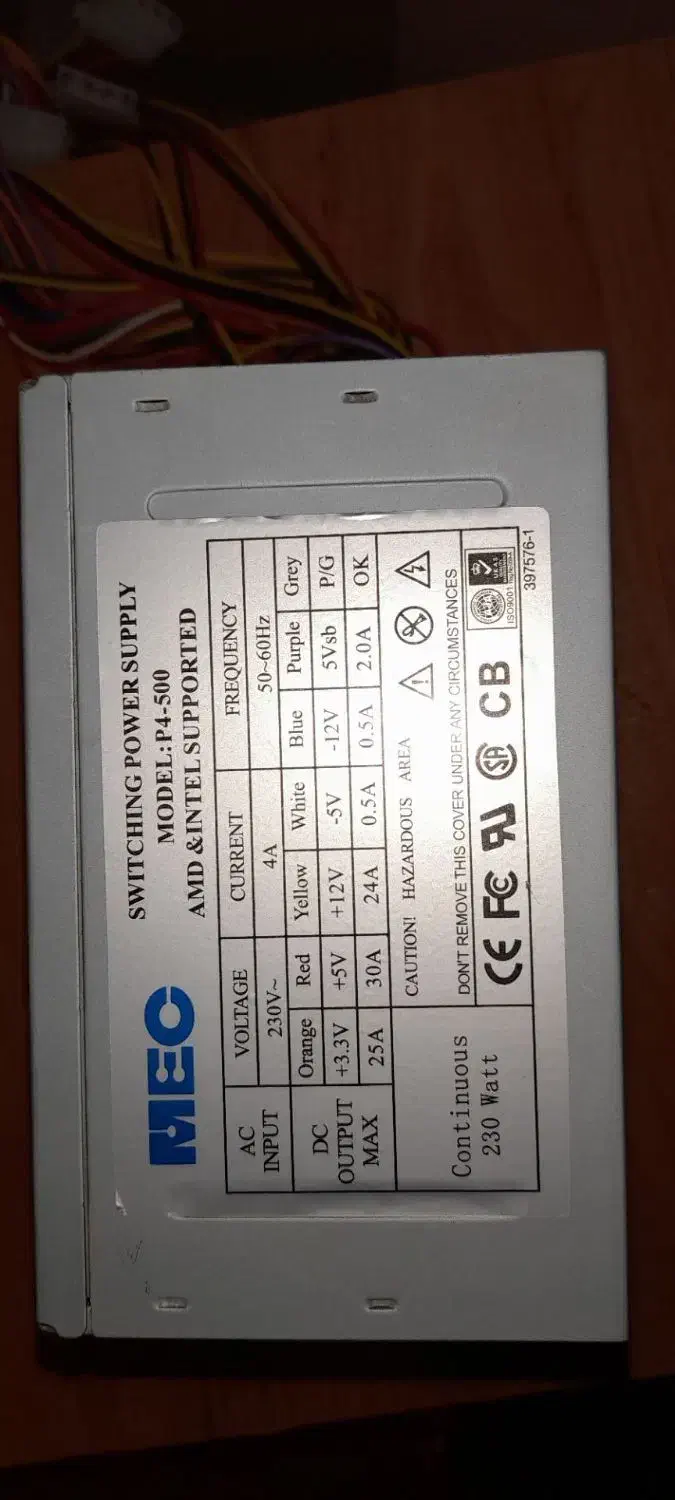 MEC
SWITCHING POWER SUPPLY
MODEL:P4-500
AMD &INTEL SUPPORTED
AC INPUT VOLTAGE CURRENT FREQUENCY
230V~ 4A 50~60Hz
DC OUTPUT MAX Orange Red Yellow White Blue Purple Grey
+3.3V +5V +12V -5V -12V 5Vsb P/G
25A 30A 24A 0.5A 0.5A 2.0A OK
Continuous
230 Watt
CAUTION! HAZARDOUS AREA
DON'T REMOVE THIS COVER UNDER ANY CIRCUMSTANCES
CE FC RU SA CB
ISO9001
397576-1